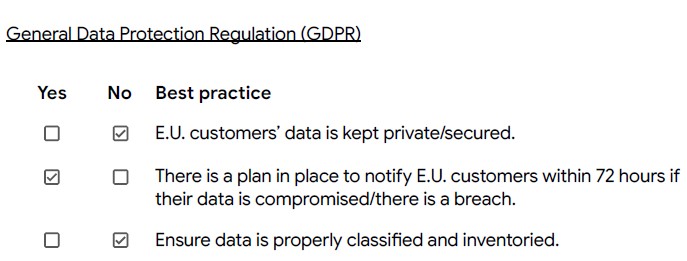 General Data Protection Regulation (GDPR)
Yes No Best practice
E.U. customers’ data is kept private/secured.
There is a plan in place to notify E.U. customers within 72 hours if
their data is compromised/there is a breach.
Ensure data is properly classified and inventoried.